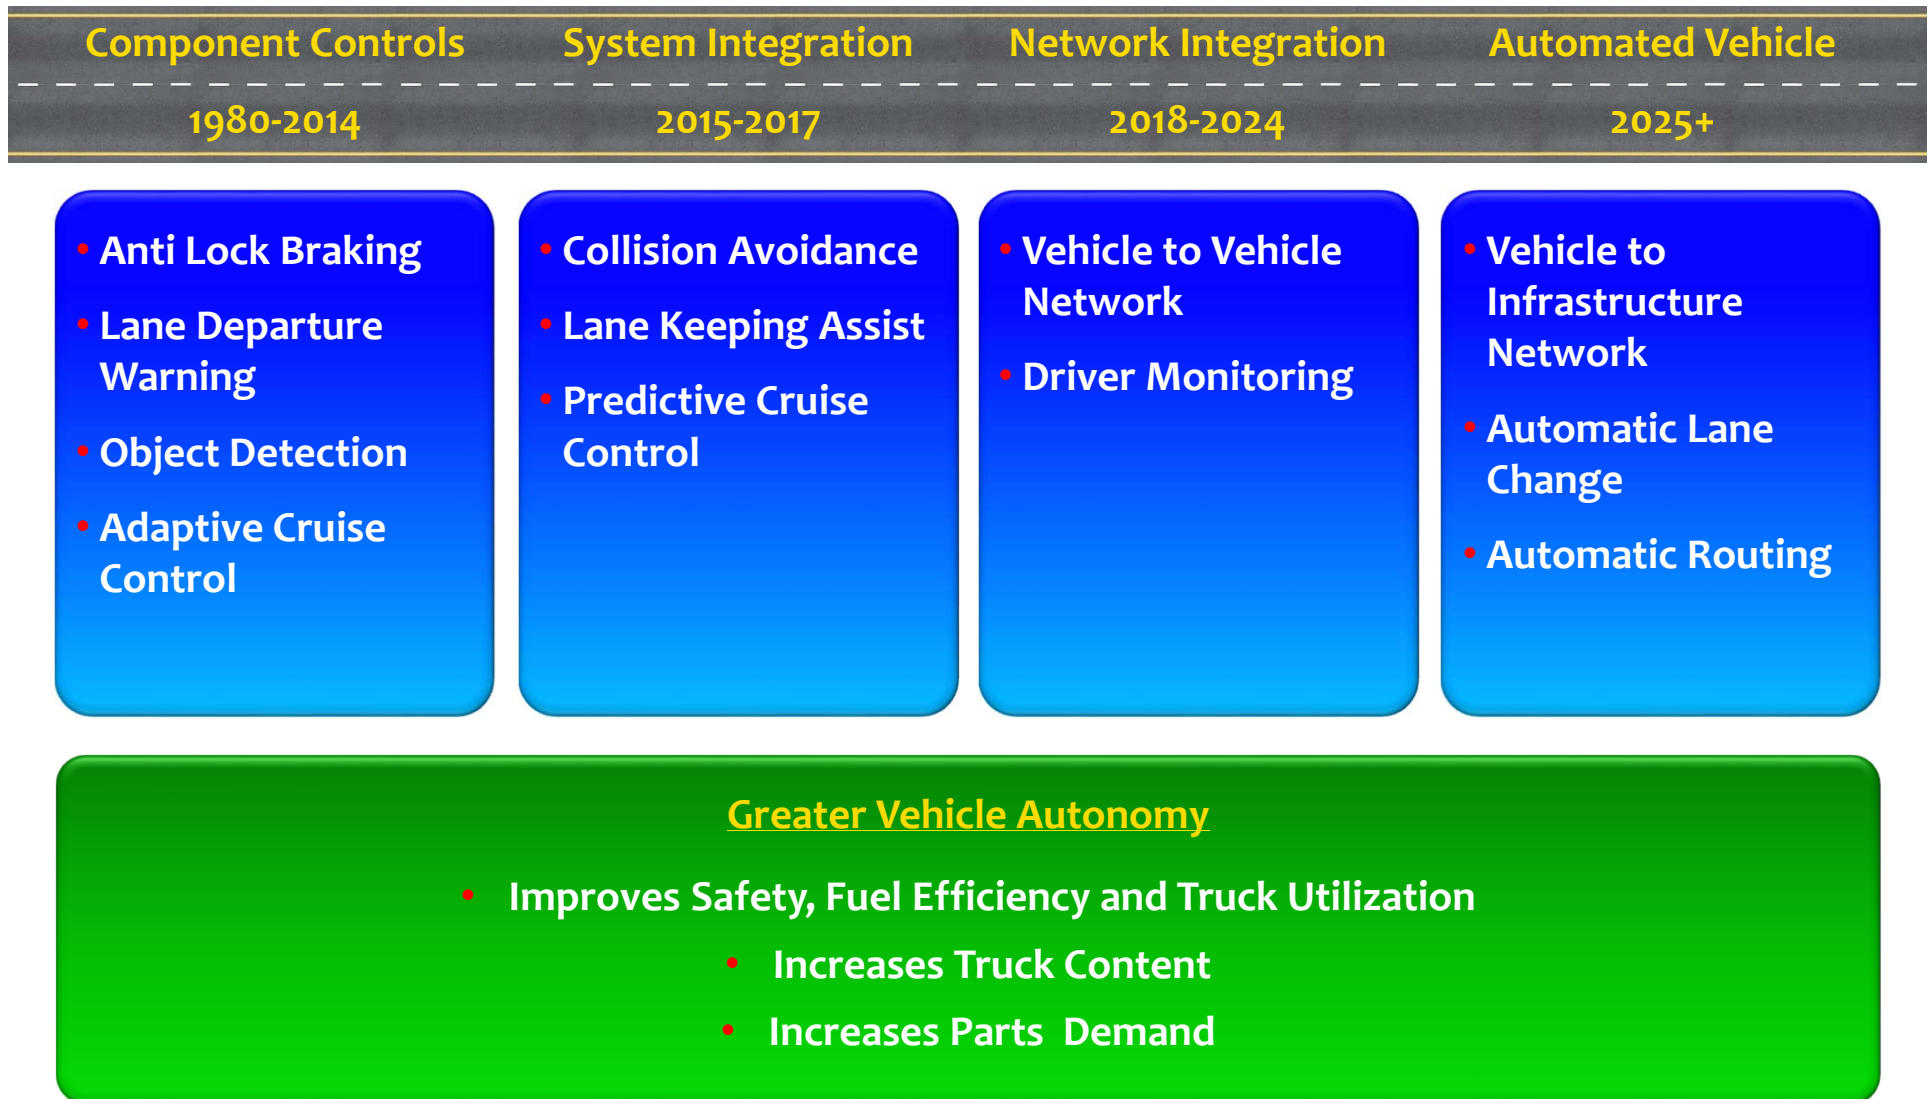 Component Controls
System Integration
Network Integration
Automated Vehicle
1980-2014
2015-2017
2018-2024
2025+
• Anti Lock Braking
• Lane Departure
Warning
• Object Detection
• Adaptive Cruise
Control
• Collision Avoidance
• Lane Keeping Assist
• Predictive Cruise
Control
• Vehicle to Vehicle
Network
• Driver Monitoring
• Vehicle to
Infrastructure
Network
• Automatic Lane
Change
• Automatic Routing
Greater Vehicle Autonomy
• Improves Safety, Fuel Efficiency and Truck Utilization
• Increases Truck Content
• Increases Parts  Demand